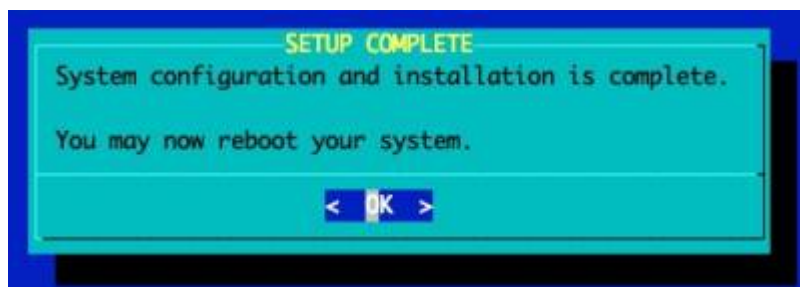 SETUP COMPLETE
System configuration and installation is complete.
You may now reboot your system.
< OK >